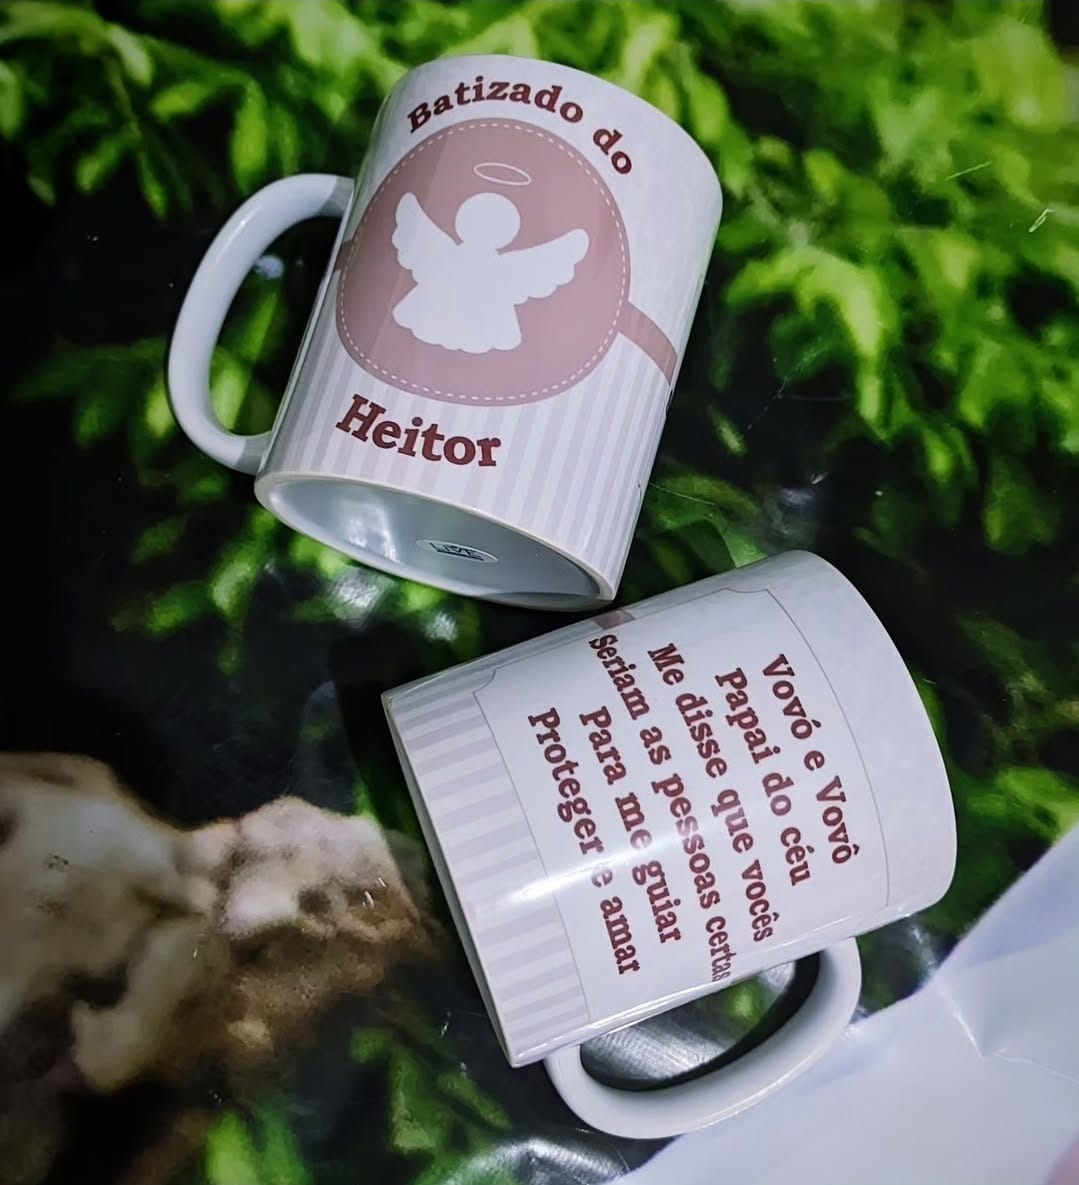 Batizado do
Heitor
LIVE
Vovó e Vovô
Papai do céu
Me disse que vocês
Seriam as pessoas certas
Para me guiar
Proteger e amar